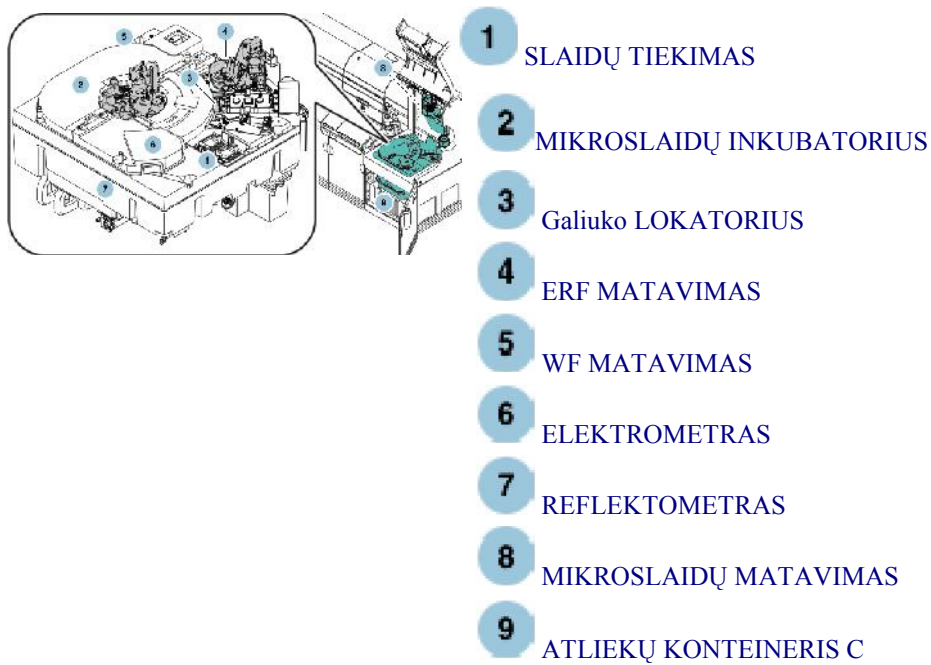 1 SLAIDŲ TIEKIMAS
2 MIKROSLAIDŲ INKUBATORIUS
3 Galiuko LOKATORIUS
4 ERF MATAVIMAS
5 WF MATAVIMAS
6 ELEKTROMETRAS
7 REFLEKTOMETRAS
8 MIKROSLAIDŲ MATAVIMAS
9 ATLIEKŲ KONTEINERIS C